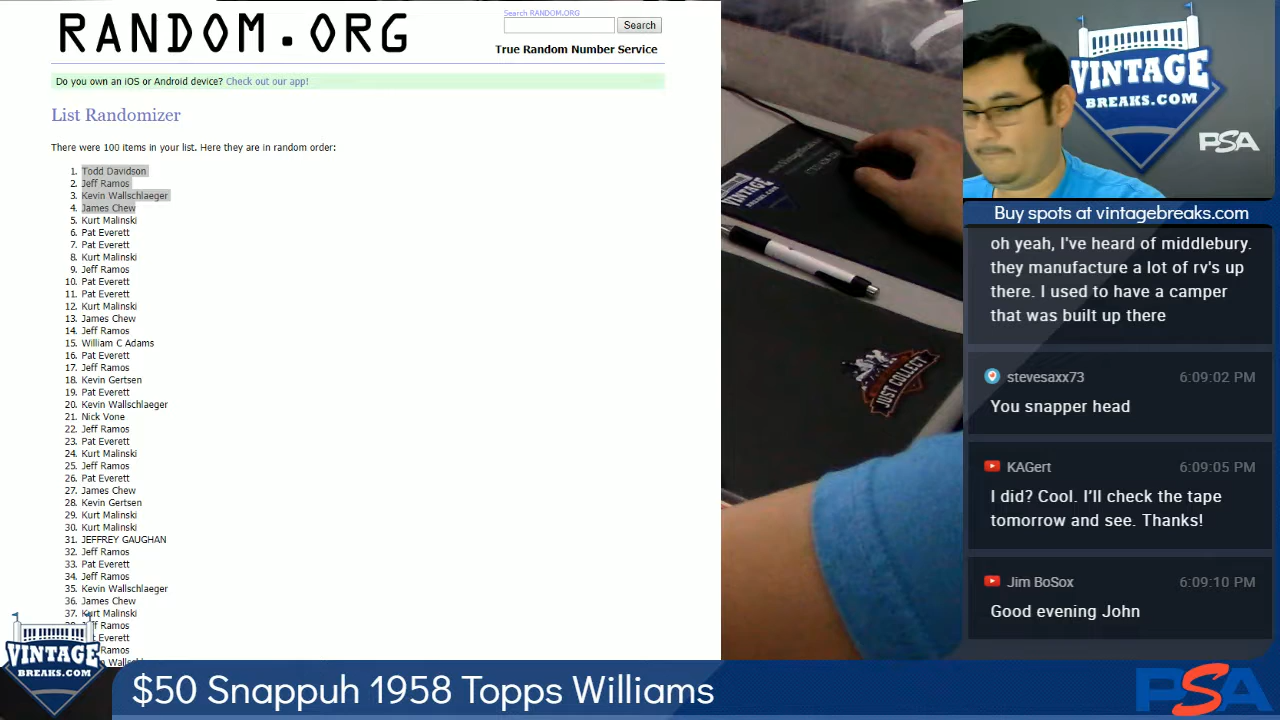 RANDOM.ORG
Search RANDOM.ORG
Search
True Random Number Service
Do you own an iOS or Android device? Check out our app!
List Randomizer
There were 100 items in your list. Here they are in random order:
1. Todd Davidson
2. Jeff Ramos
3. Kevin Wallschlaeger
4. James Chew
5. Kurt Malinski
6. Pat Everett
7. Pat Everett
8. Kurt Malinski
9. Jeff Ramos
10. Pat Everett
11. Pat Everett
12. Kurt Malinski
13. James Chew
14. Jeff Ramos
15. William C Adams
16. Pat Everett
17. Jeff Ramos
18. Kevin Gertsen
19. Pat Everett
20. Kevin Wallschlaeger
21. Nick Vone
22. Jeff Ramos
23. Pat Everett
24. Kurt Malinski
25. Jeff Ramos
26. Pat Everett
27. James Chew
28. Kevin Gertsen
29. Kurt Malinski
30. Kurt Malinski
31. JEFFREY GAUGHAN
32. Jeff Ramos
33. Pat Everett
34. Jeff Ramos
35. Kevin Wallschlaeger
36. James Chew
37. Kurt Malinski
Ramos
Everett
Ramos
VINTAGE
BREAKS.COM
$50 Snappuh 1958 Topps Williams
VINTAGE
JUST COLLECT
VINTAGE
BREAKS.COM
PSA
Buy spots at vintagebreaks.com
oh yeah, I've heard of middlebury.
they manufacture a lot of rv's up
there. I used to have a camper
that was built up there
stevesaxx73 6:09:02 PM
You snapper head
KAGert 6:09:05 PM
I did? Cool. I'll check the tape
tomorrow and see. Thanks!
Jim BoSox 6:09:10 PM
Good evening John
PSA